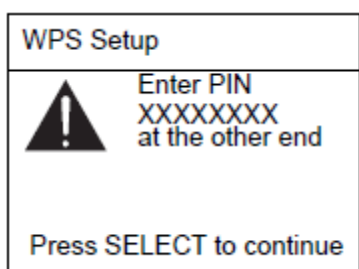 WPS Setup
Enter PIN
XXXXXXXX
at the other end
Press SELECT to continue